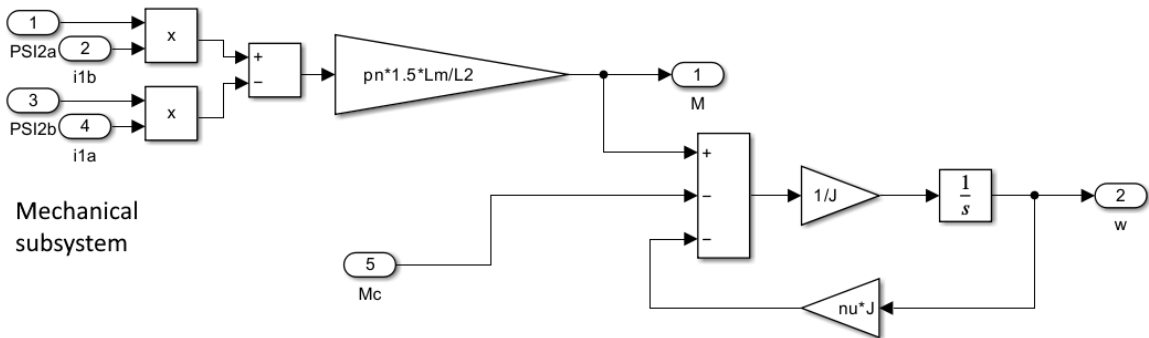 1
PSI2a
2
i1b
x
3
PSI2b
4
i1a
x
+
−
pn*1.5*Lm/L2
1
M
Mechanical
subsystem
5
Mc
+
−
−
1/J
1
s
2
w
nu*J